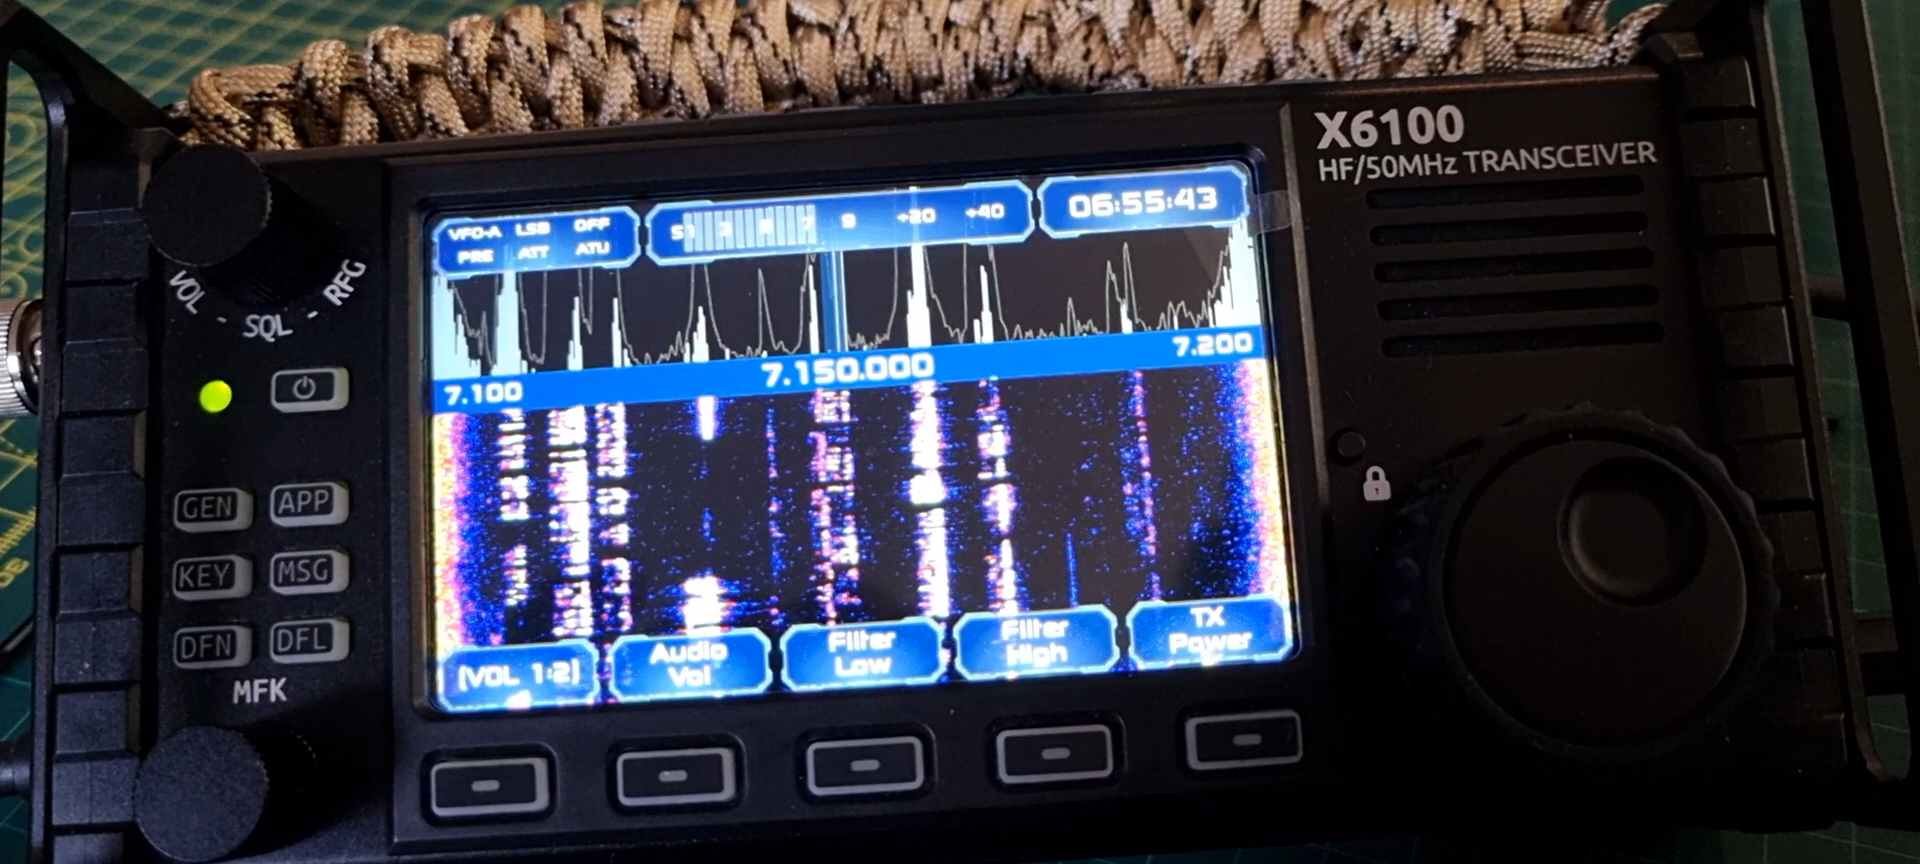 X6100
HF/50MHz TRANSCEIVER
VFO-A LSB OFF
PRE ATT ATU
S1 7 9 +20 +40
06:55:43
7.100 7.150.000 7.200
VOL - SQL - RFG
GEN APP
KEY MSG
DFN DFL
MFK
(VOL 1:2)
Audio
Vol
Filter
Low
Filter
High
TX
Power